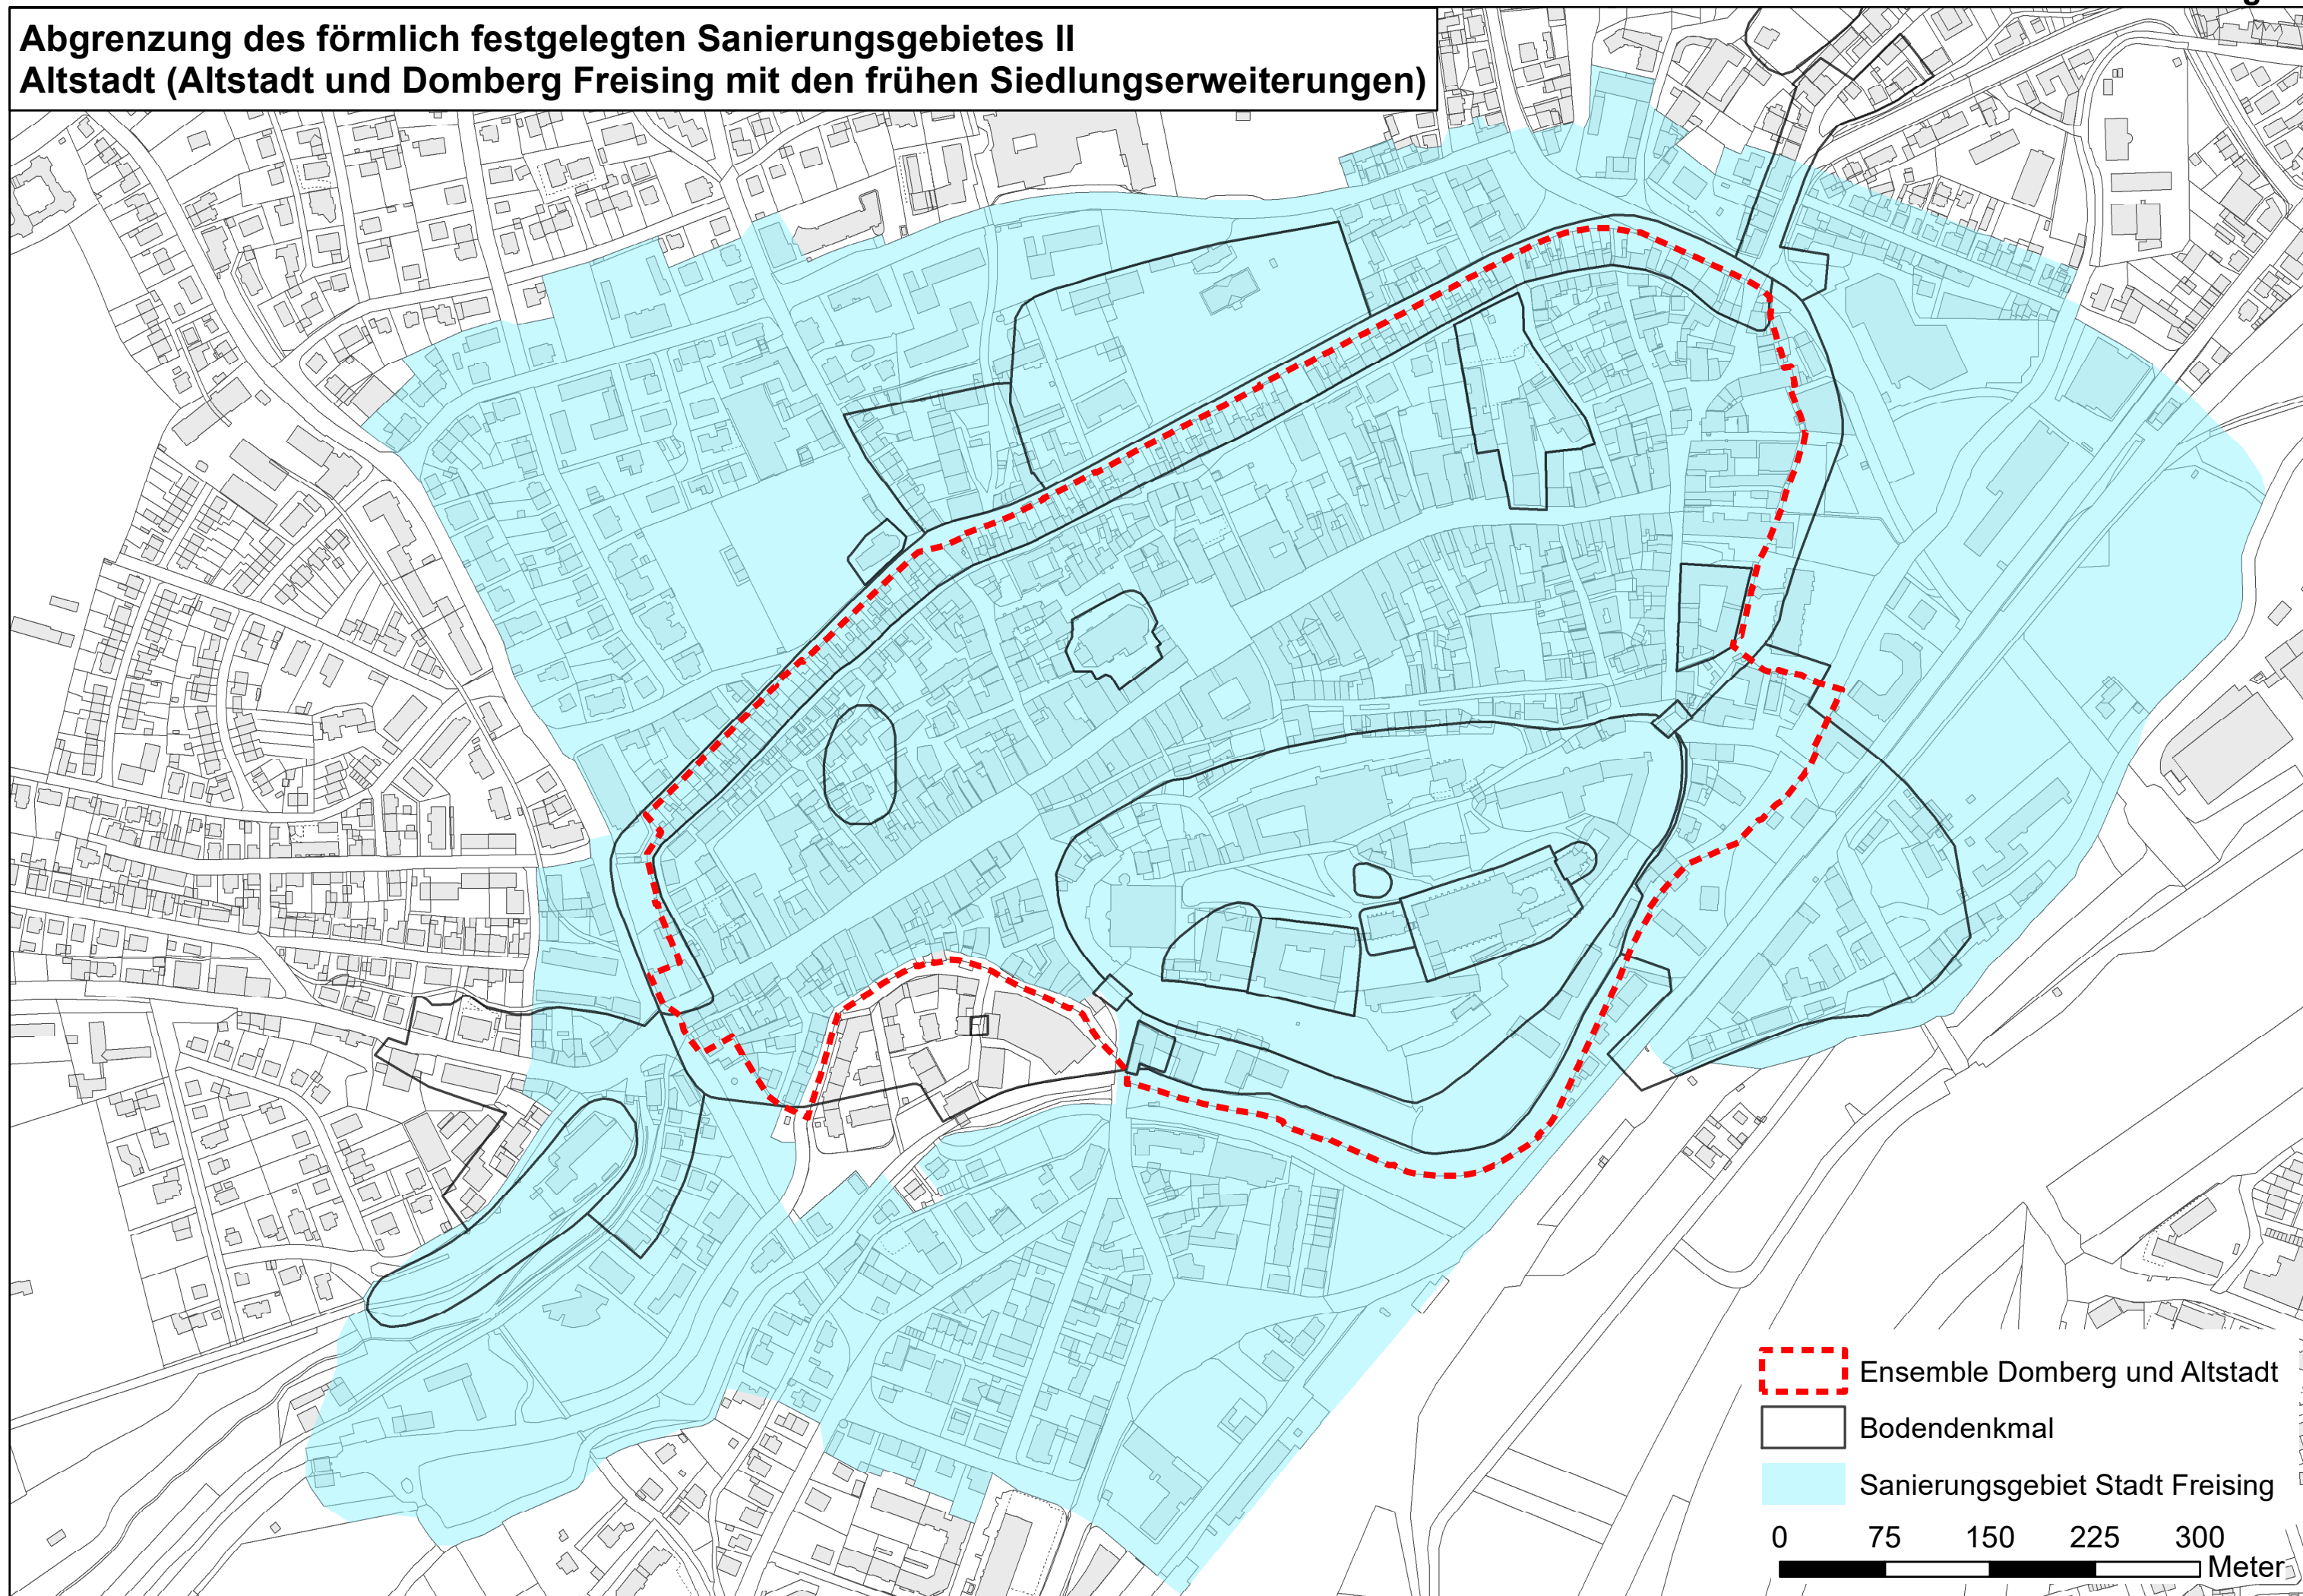 Abgrenzung des förmlich festgelegten Sanierungsgebietes II
Altstadt (Altstadt und Domberg Freising mit den frühen Siedlungserweiterungen)
Ensemble Domberg und Altstadt
Bodendenkmal
Sanierungsgebiet Stadt Freising
0 75 150 225 300
Meter